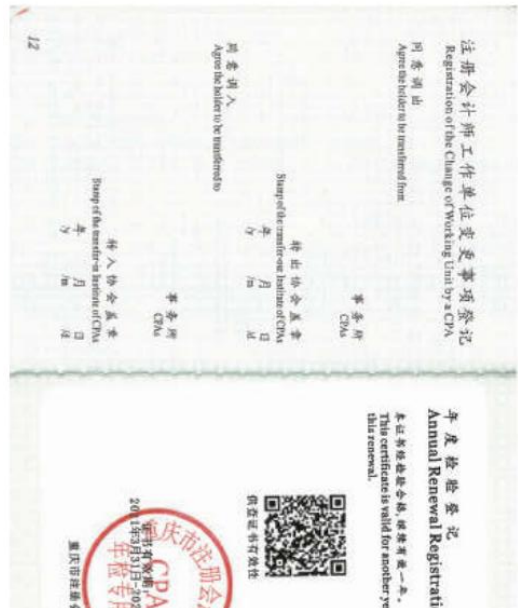 注册会计师工作单位变更事项登记
Registration of the Change of Working Unit by a CPA
同意调出
Agree the holder to be transferred from
事务所
CPAs
转出协会盖章
Stamp of the transfer-out Institute of CPAs
年 月 日
/y /m /d
同意调入
Agree the holder to be transferred to
事务所
CPAs
转入协会盖章
Stamp of the transfer-in Institute of CPAs
年 月 日
/y /m /d
12
年度检验登记
Annual Renewal Registrati
本证书经检验合格，继续有效一年。
This certificate is valid for another ye
this renewal.
供查证书有效性
重庆市注册会
CPA
年检专用
证书有效期：
重庆市注册会